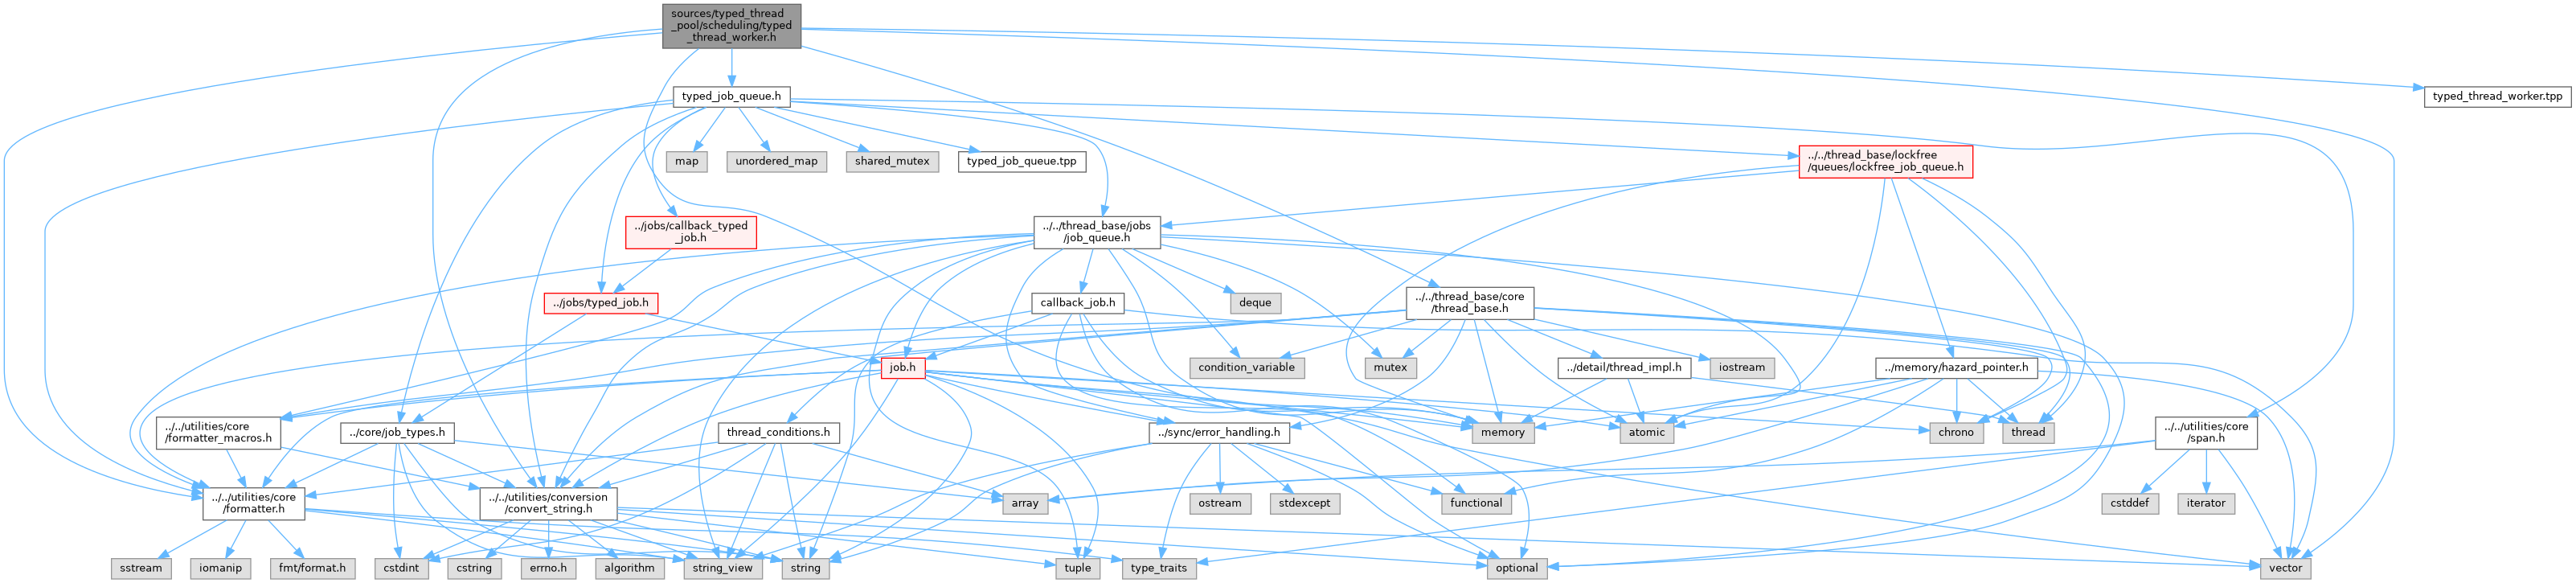 sources/typed_thread
_pool/scheduling/typed
_thread_worker.h
typed_job_queue.h
typed_thread_worker.tpp
map
unordered_map
shared_mutex
typed_job_queue.tpp
../../thread_base/lockfree
/queues/lockfree_job_queue.h
../jobs/callback_typed
_job.h
../../thread_base/jobs
/job_queue.h
../jobs/typed_job.h
callback_job.h
deque
../../thread_base/core
/thread_base.h
job.h
condition_variable
mutex
../detail/thread_impl.h
iostream
../memory/hazard_pointer.h
../../utilities/core
/formatter_macros.h
../core/job_types.h
thread_conditions.h
../sync/error_handling.h
memory
atomic
chrono
thread
../../utilities/core
/span.h
../../utilities/core
/formatter.h
../../utilities/conversion
/convert_string.h
array
ostream
stdexcept
functional
cstddef
iterator
sstream
iomanip
fmt/format.h
cstdint
cstring
errno.h
algorithm
string_view
string
tuple
type_traits
optional
vector